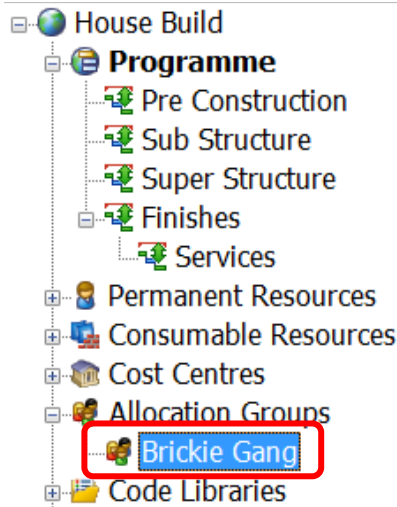 House Build
Programme
Pre Construction
Sub Structure
Super Structure
Finishes
Services
Permanent Resources
Consumable Resources
Cost Centres
Allocation Groups
Brickie Gang
Code Libraries